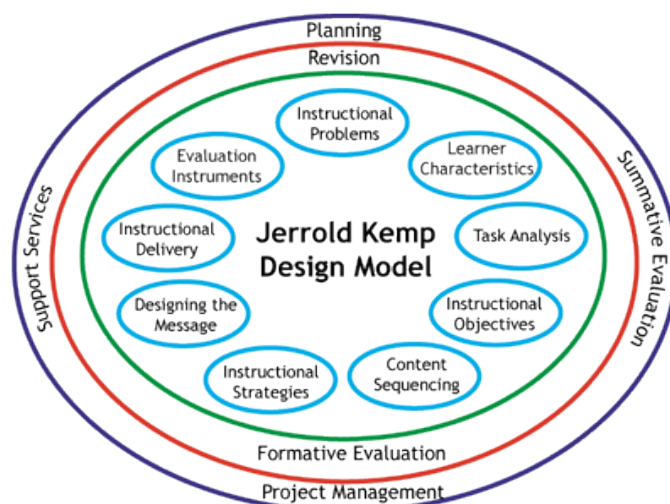 Planning
Revision
Instructional
Problems
Learner
Characteristics
Task Analysis
Instructional
Objectives
Content
Sequencing
Instructional
Strategies
Designing the
Message
Instructional
Delivery
Evaluation
Instruments
Jerrold Kemp
Design Model
Support Services
Summative Evaluation
Formative Evaluation
Project Management